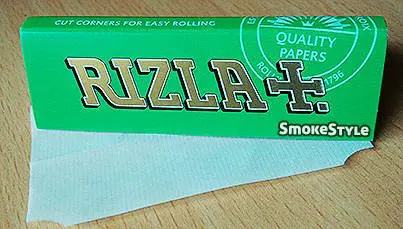 CUT CORNERS FOR EASY ROLLING
QUALITY
PAPERS
1796
RIZLA+.
SmokeStyle